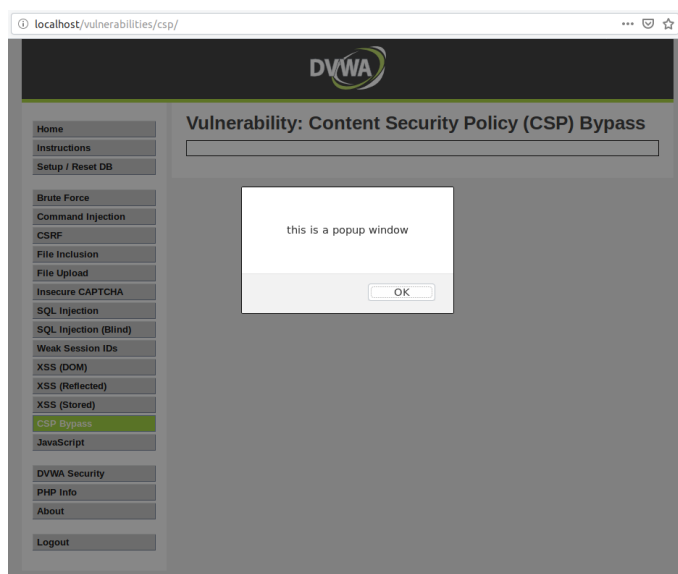 localhost/vulnerabilities/csp/
DVWA
Home
Instructions
Setup / Reset DB
Brute Force
Command Injection
CSRF
File Inclusion
File Upload
Insecure CAPTCHA
SQL Injection
SQL Injection (Blind)
Weak Session IDs
XSS (DOM)
XSS (Reflected)
XSS (Stored)
CSP Bypass
JavaScript
DVWA Security
PHP Info
About
Logout
Vulnerability: Content Security Policy (CSP) Bypass
this is a popup window
OK